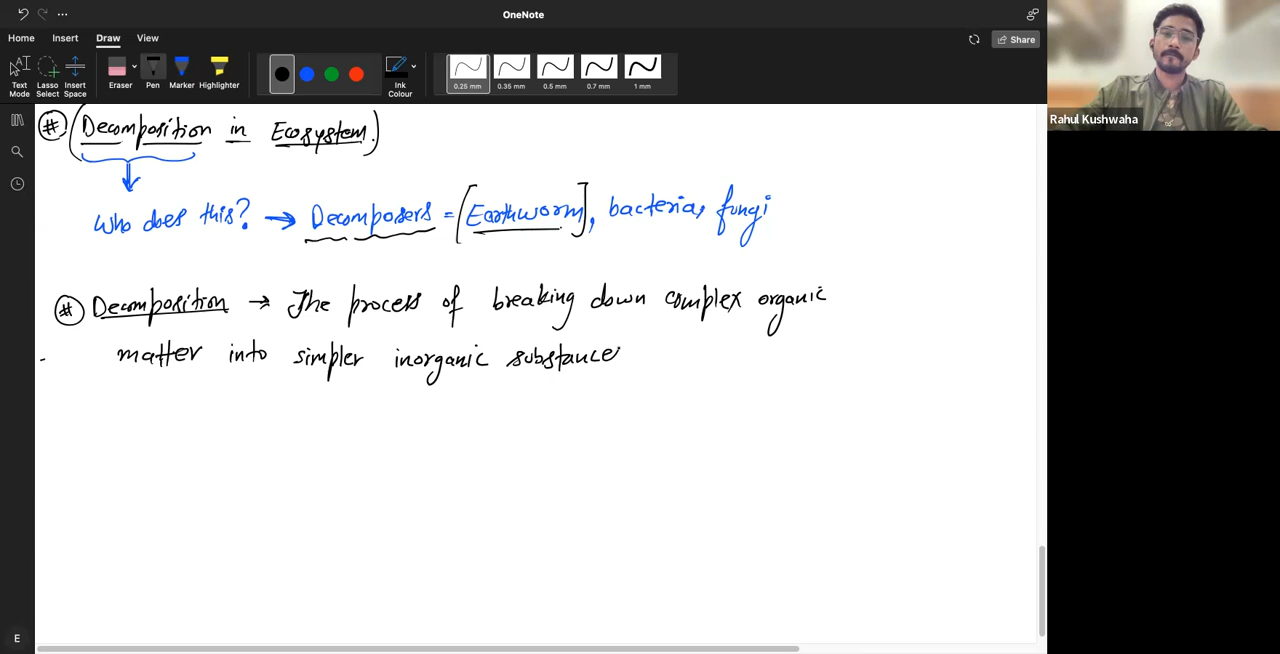 OneNote
Home Insert Draw View
Share
Text Mode
Lasso Select
Insert Space
Eraser
Pen
Marker
Highlighter
Ink Colour
0.25 mm 0.35 mm 0.5 mm 0.7 mm 1 mm
Rahul Kushwaha
# (Decomposition in Ecosystem.)
Who does this? → Decomposers = [Earthworm], bacteria, fungi
# Decomposition → The process of breaking down complex organic
matter into simpler inorganic substance
E